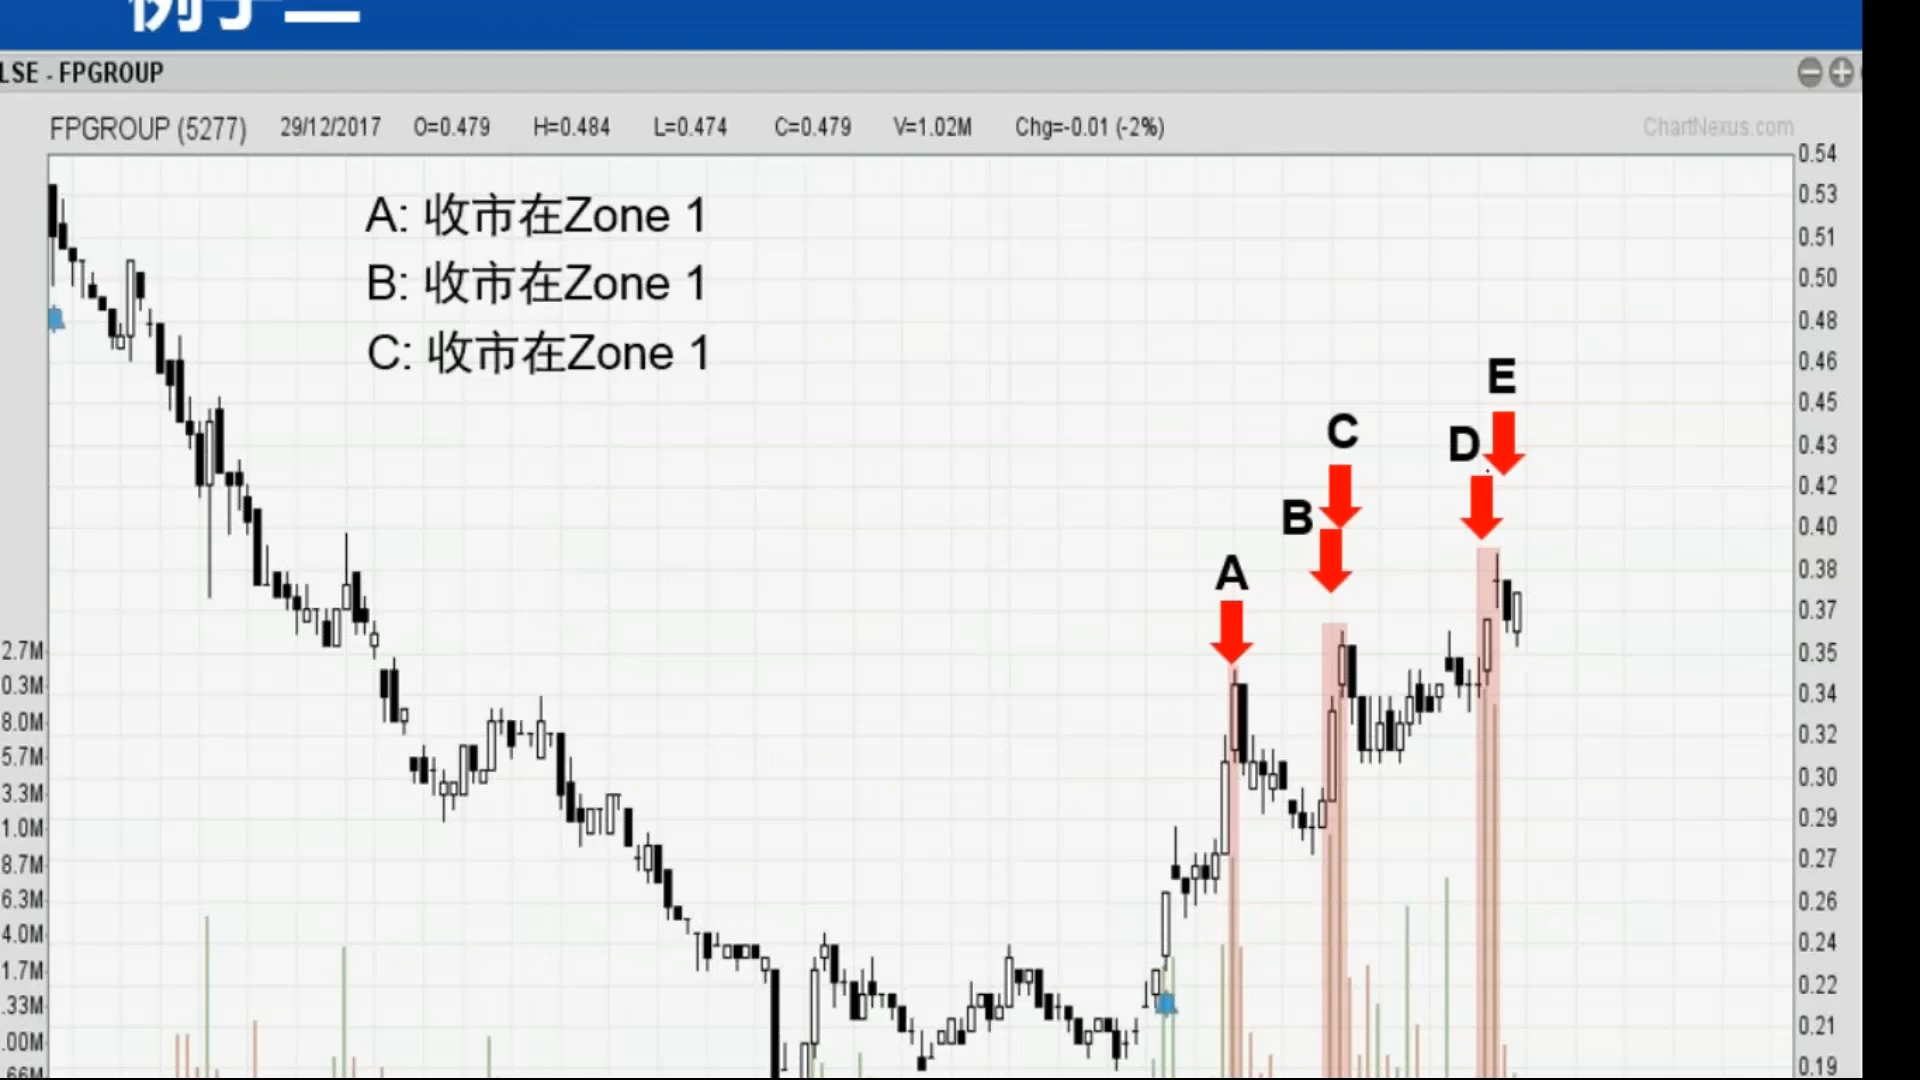 例子二
LSE - FPGROUP
FPGROUP (5277) 29/12/2017 O=0.479 H=0.484 L=0.474 C=0.479 V=1.02M Chg=-0.01 (-2%)
ChartNexus.com
A: 收市在Zone 1
B: 收市在Zone 1
C: 收市在Zone 1
E
C
D
B
A
0.54
0.53
0.51
0.50
0.48
0.46
0.45
0.43
0.42
0.40
0.38
0.37
0.35
0.34
0.32
0.30
0.29
0.27
0.26
0.24
0.22
0.21
0.19
2.7M
0.3M
8.0M
5.7M
3.3M
1.0M
8.7M
6.3M
4.0M
1.7M
.33M
.00M
.66M